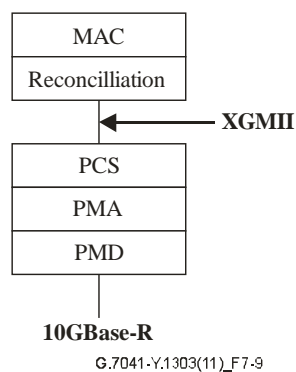 MAC
Reconcilliation
XGMII
PCS
PMA
PMD
10GBase-R
G.7041-Y.1303(11)_F7-9